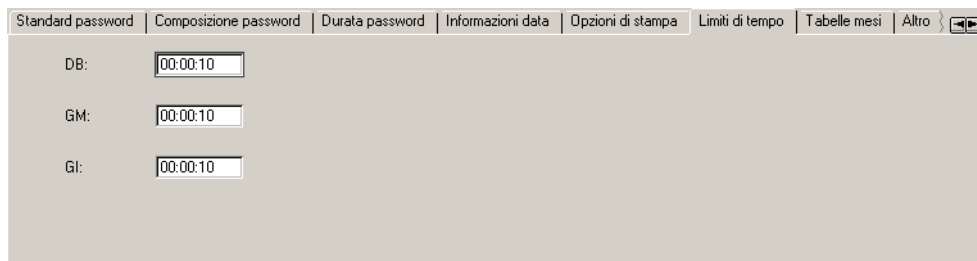 Standard password Composizione password Durata password Informazioni data Opzioni di stampa Limiti di tempo Tabelle mesi Altro
DB: 00:00:10
GM: 00:00:10
GI: 00:00:10